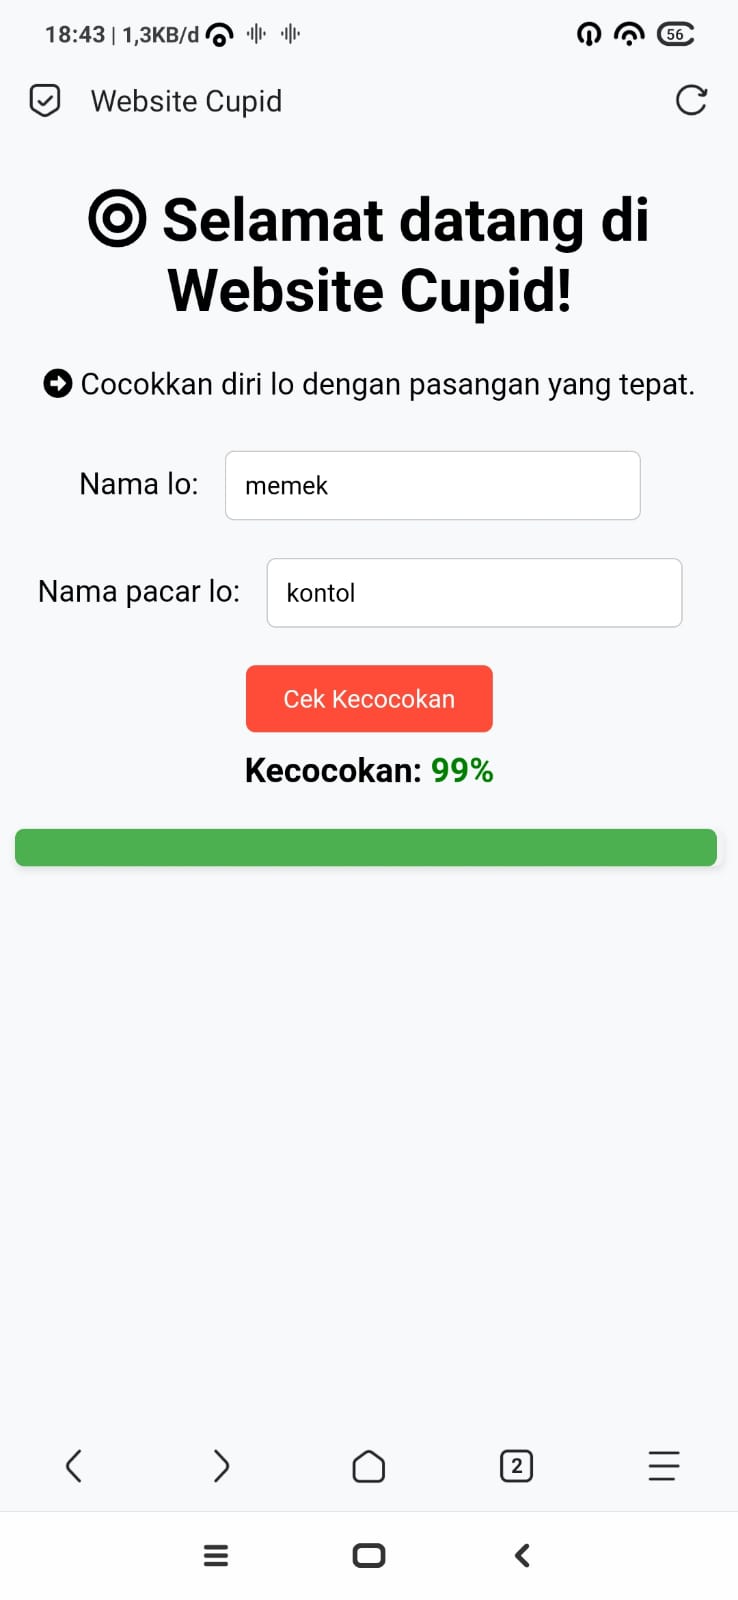 18:43 | 1,3KB/d
56
Website Cupid
Selamat datang di
Website Cupid!
Cocokkan diri lo dengan pasangan yang tepat.
Nama lo: memek
Nama pacar lo: kontol
Cek Kecocokan
Kecocokan: 99%
2